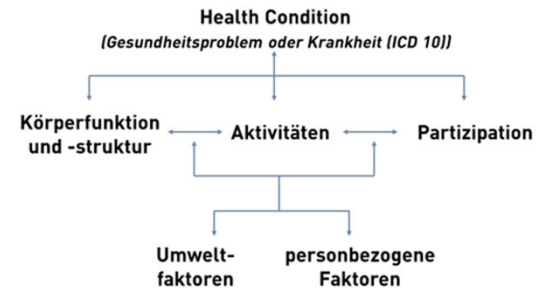 Health Condition
(Gesundheitsproblem oder Krankheit (ICD 10))
Körperfunktion
und -struktur
Aktivitäten
Partizipation
Umwelt-
faktoren
personbezogene
Faktoren